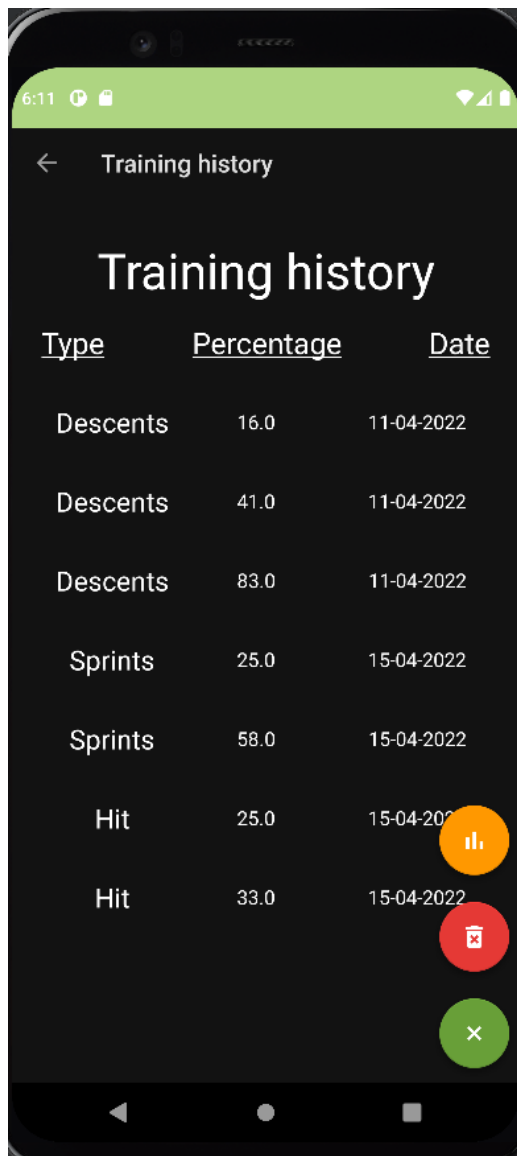 6:11
Training history
Training history
Type Percentage Date
Descents 16.0 11-04-2022
Descents 41.0 11-04-2022
Descents 83.0 11-04-2022
Sprints 25.0 15-04-2022
Sprints 58.0 15-04-2022
Hit 25.0 15-04-202
Hit 33.0 15-04-2022